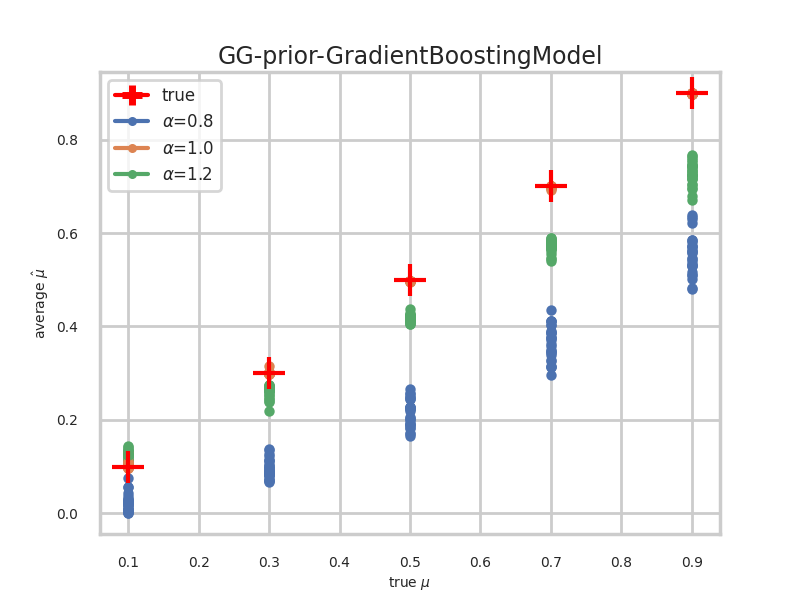 GG-prior-GradientBoostingModel
true
α=0.8
α=1.0
α=1.2
0.8
0.6
0.4
0.2
0.0
average μ̂
0.1 0.2 0.3 0.4 0.5 0.6 0.7 0.8 0.9
true μ